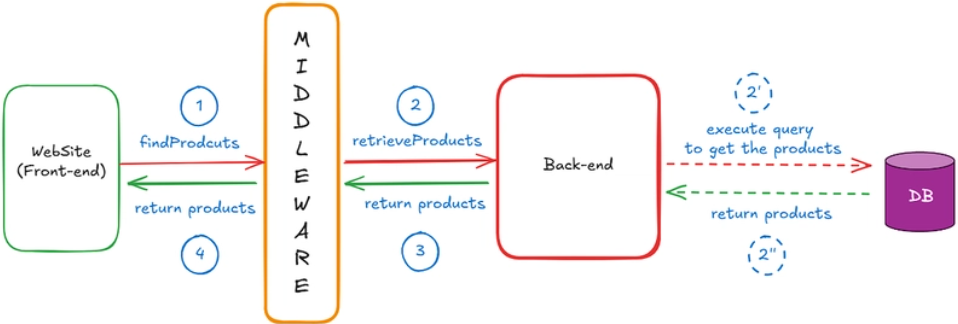 WebSite
(Front-end)
1
findProdcuts
return products
4
M
I
D
D
L
E
W
A
R
E
2
retrieveProducts
return products
3
Back-end
2'
execute query
to get the products
return products
2"
DB